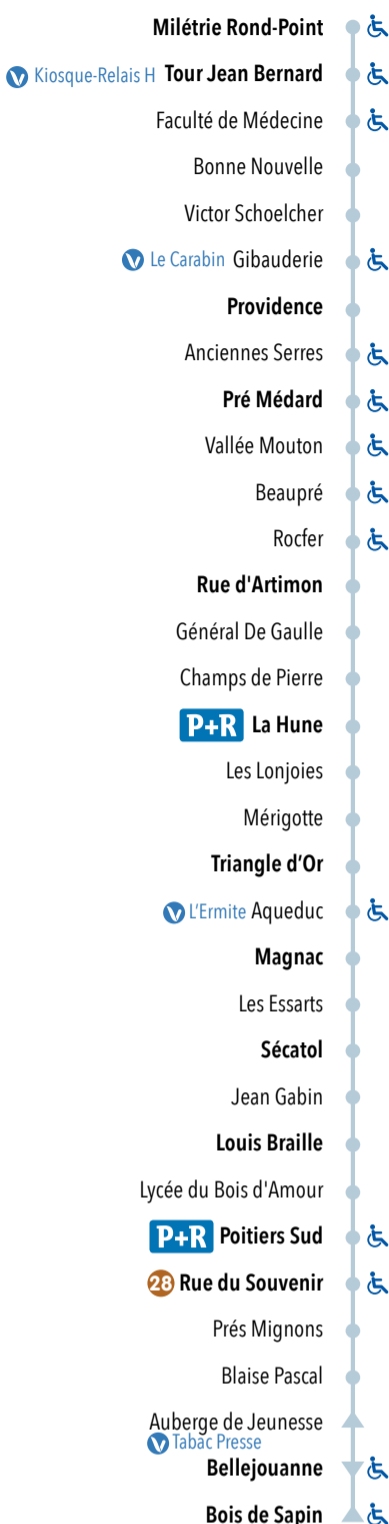 Milétrie Rond-Point
V Kiosque-Relais H Tour Jean Bernard
Faculté de Médecine
Bonne Nouvelle
Victor Schoelcher
V Le Carabin Gibauderie
Providence
Anciennes Serres
Pré Médard
Vallée Mouton
Beaupré
Rocfer
Rue d'Artimon
Général De Gaulle
Champs de Pierre
P+R La Hune
Les Lonjoies
Mérigotte
Triangle d’Or
V L’Ermite Aqueduc
Magnac
Les Essarts
Sécatol
Jean Gabin
Louis Braille
Lycée du Bois d'Amour
P+R Poitiers Sud
28 Rue du Souvenir
Prés Mignons
Blaise Pascal
Auberge de Jeunesse
V Tabac Presse
Bellejouanne
Bois de Sapin